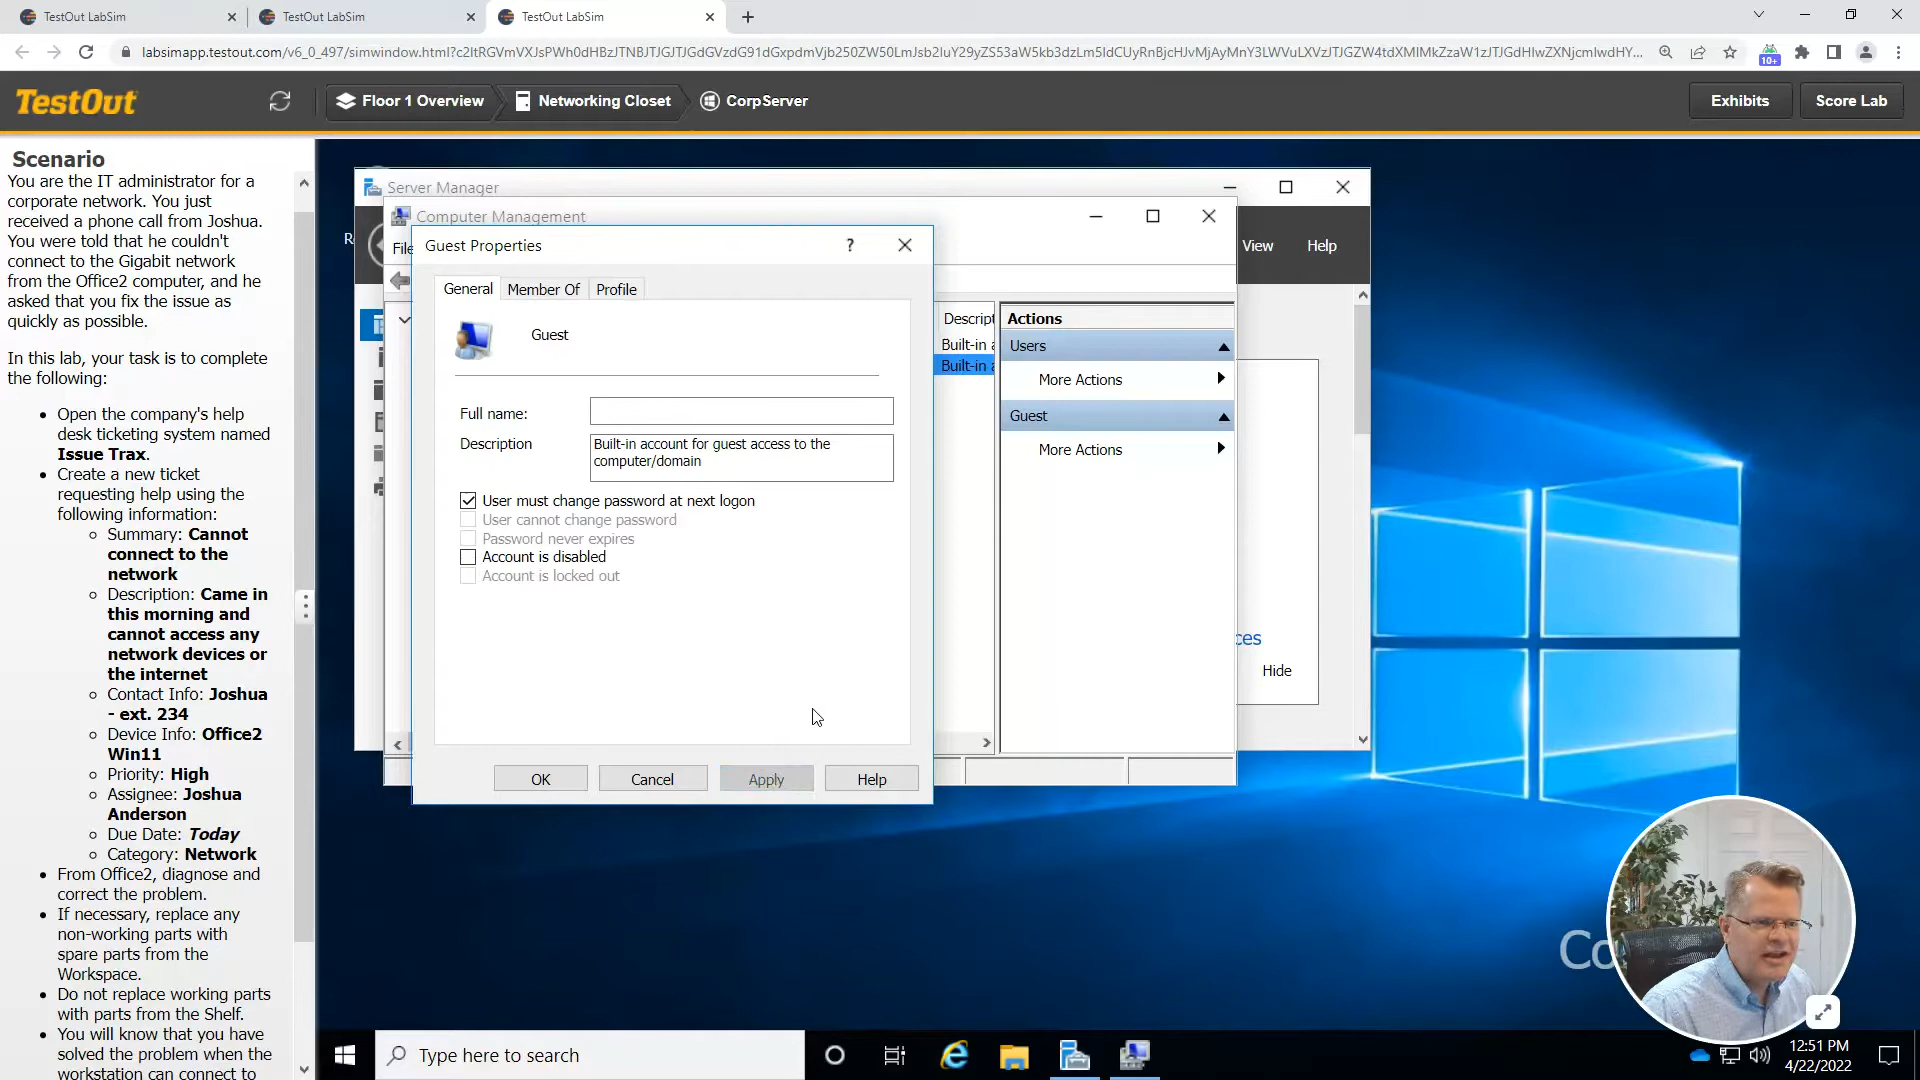 TestOut LabSim
TestOut LabSim
TestOut LabSim
labsimapp.testout.com/v6_0_497/simwindow.html?
10+
TestOut
Floor 1 Overview
Networking Closet
CorpServer
Exhibits
Score Lab
Scenario
You are the IT administrator for a
corporate network. You just
received a phone call from Joshua.
You were told that he couldn't
connect to the Gigabit network
from the Office2 computer, and he
asked that you fix the issue as
quickly as possible.
In this lab, your task is to complete
the following:
Open the company's help
desk ticketing system named
Issue Trax.
Create a new ticket
requesting help using the
following information:
Summary: Cannot
connect to the
network
Description: Came in
this morning and
cannot access any
network devices or
the internet
Contact Info: Joshua
- ext. 234
Device Info: Office2
Win11
Priority: High
Assignee: Joshua
Anderson
Due Date: Today
Category: Network
From Office2, diagnose and
correct the problem.
If necessary, replace any
non-working parts with
spare parts from the
Workspace.
Do not replace working parts
with parts from the Shelf.
You will know that you have
solved the problem when the
workstation can connect to
Server Manager
View
Help
Hide
Computer Management
Descript
Built-in a
Built-in a
Actions
Users
More Actions
Guest
More Actions
Guest Properties
?
General
Member Of
Profile
Guest
Full name:
Description
Built-in account for guest access to the
computer/domain
User must change password at next logon
User cannot change password
Password never expires
Account is disabled
Account is locked out
OK
Cancel
Apply
Help
Type here to search
12:51 PM
4/22/2022